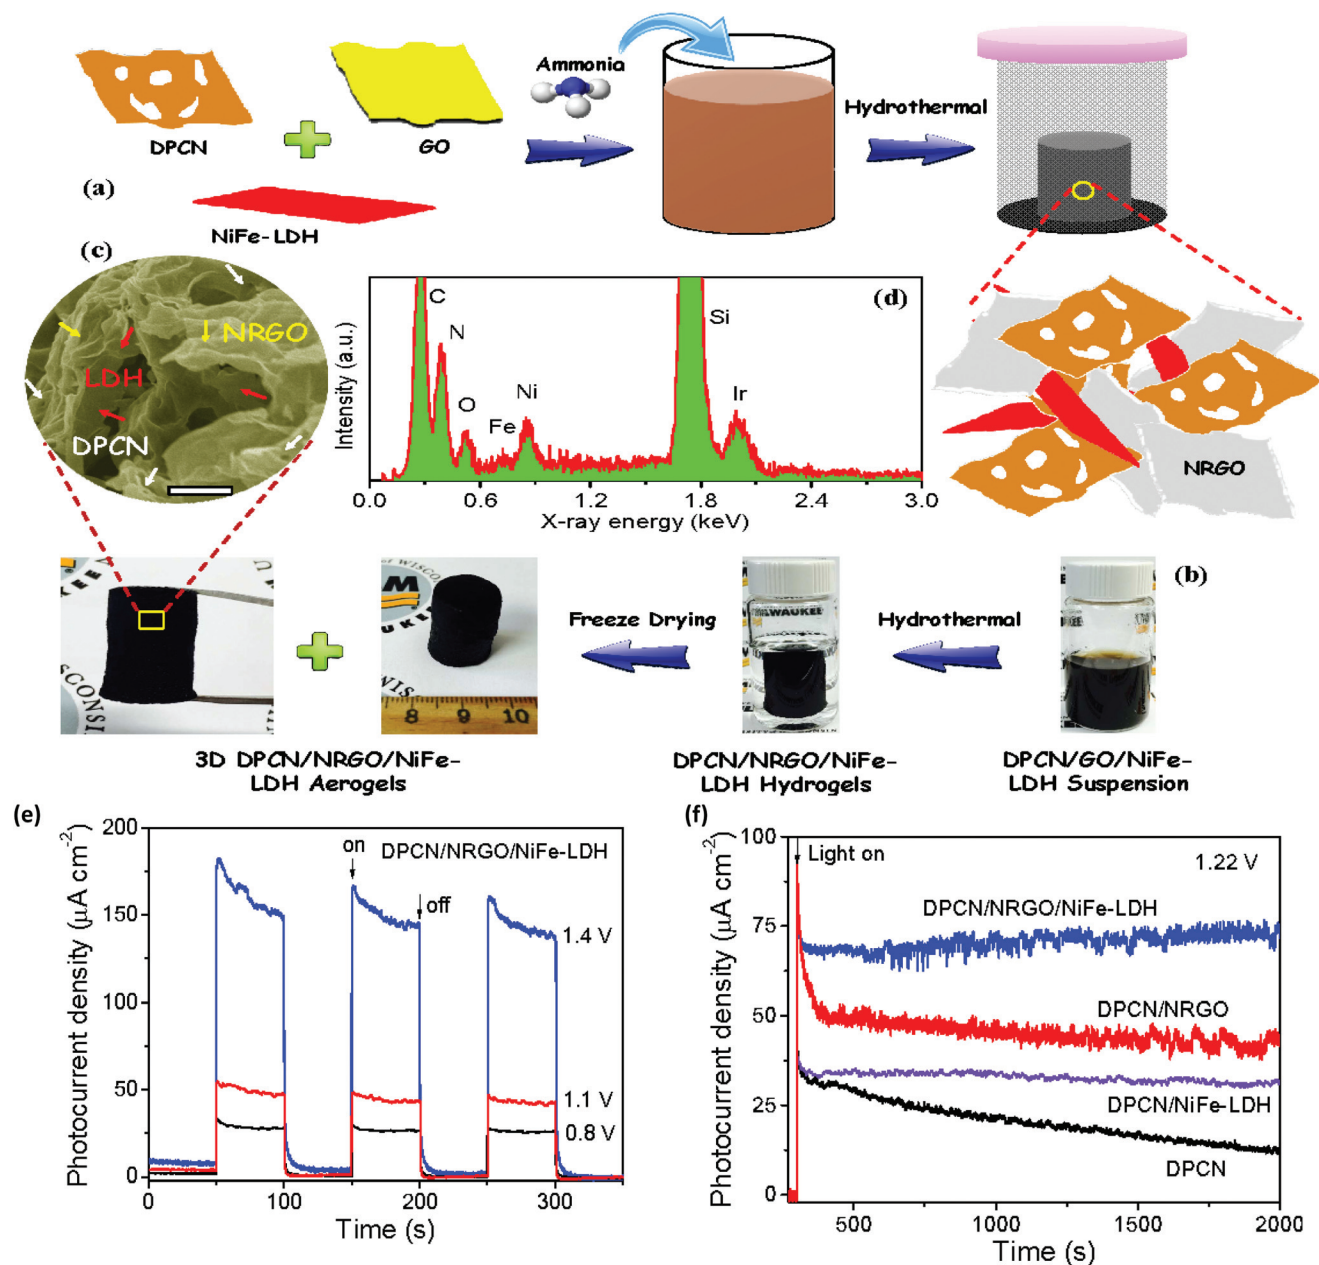 Ammonia
Hydrothermal
DPCN
GO
(a)
NiFe-LDH
(c)
NRGO
LDH
DPCN
(d)
Intensity (a.u.)
C
N
O
Fe
Ni
Si
Ir
0.0 0.6 1.2 1.8 2.4 3.0
X-ray energy (keV)
NRGO
(b)
Freeze Drying
Hydrothermal
WISCONSIN
UKEE
M
WISCO
8 9 10
WAUKEE
3D DPCN/NRGO/NiFe-
LDH Aerogels
DPCN/NRGO/NiFe-
LDH Hydrogels
DPCN/GO/NiFe-
LDH Suspension
(e)
Photocurrent density (μA cm-2)
200
150
100
50
0
on
DPCN/NRGO/NiFe-LDH
off
1.4 V
1.1 V
0.8 V
0 100 200 300
Time (s)
(f)
Photocurrent density (μA cm-2)
100
75
50
25
0
Light on
1.22 V
DPCN/NRGO/NiFe-LDH
DPCN/NRGO
DPCN/NiFe-LDH
DPCN
500 1000 1500 2000
Time (s)